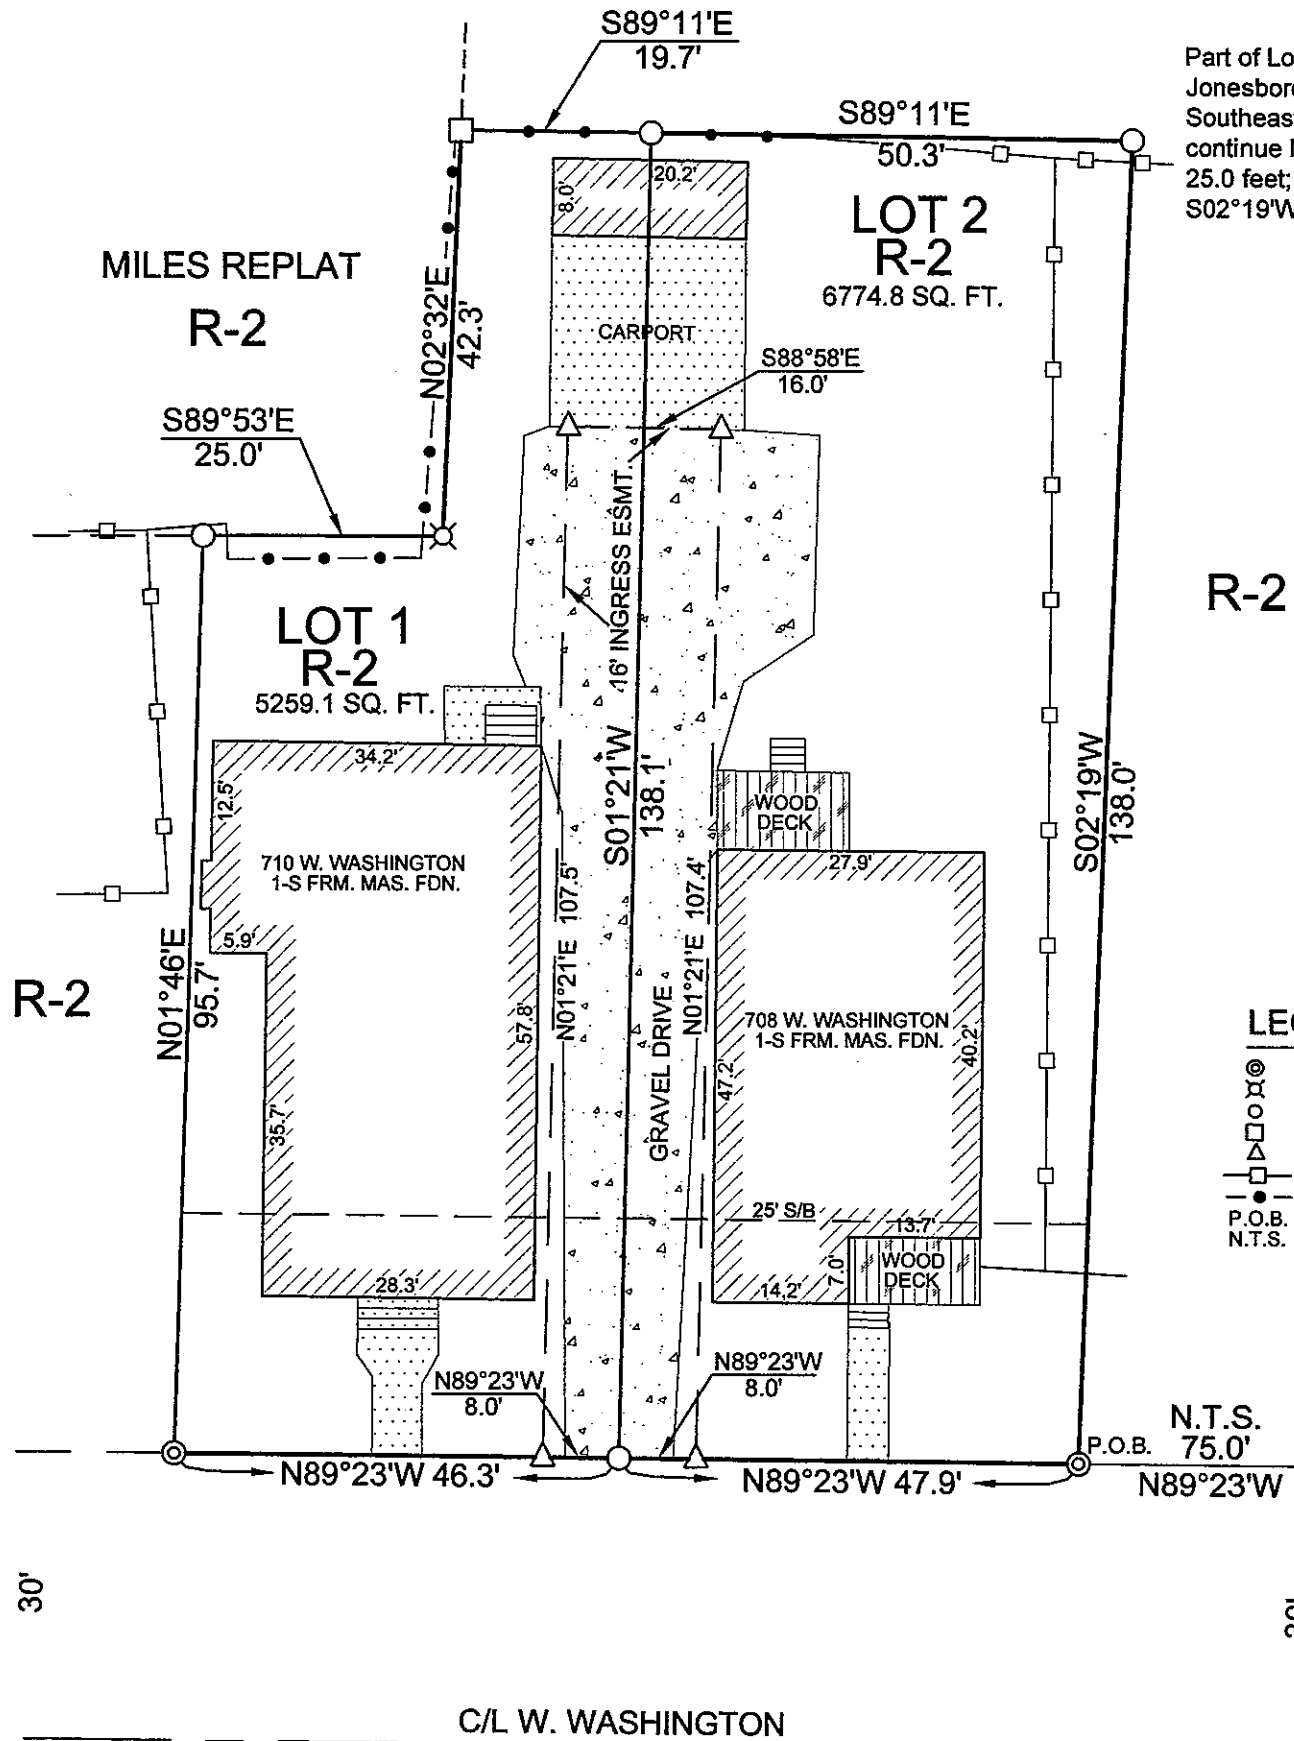 S89°11'E
19.7'
S89°11'E
50.3'
Part of Lo
Jonesbor
Southeas
continue
25.0 feet;
S02°19'W
20.2'
8.0'
LOT 2
R-2
6774.8 SQ. FT.
MILES REPLAT
R-2
N02°32'E
42.3'
CARPORT
S88°58'E
16.0'
S89°53'E
25.0'
16' INGRESS ESMT.
R-2
LOT 1
R-2
5259.1 SQ. FT.
34.2'
12.5'
S01°21'W
138.1'
WOOD
DECK
S02°19'W
138.0'
710 W. WASHINGTON
1-S FRM. MAS. FDN.
27.9'
N01°21'E 107.5'
N01°21'E 107.4'
5.9'
N01°46'E
95.7'
R-2
57.8'
GRAVEL DRIVE
708 W. WASHINGTON
1-S FRM. MAS. FDN.
47.2'
40.2'
35.7'
LE
P.O.B.
N.T.S.
25' S/B
13.7'
7.0'
WOOD
DECK
28.3'
14.2'
N89°23'W
8.0'
N89°23'W
8.0'
P.O.B.
N.T.S.
75.0'
N89°23'W
N89°23'W 46.3'
N89°23'W 47.9'
30'
C/L W. WASHINGTON